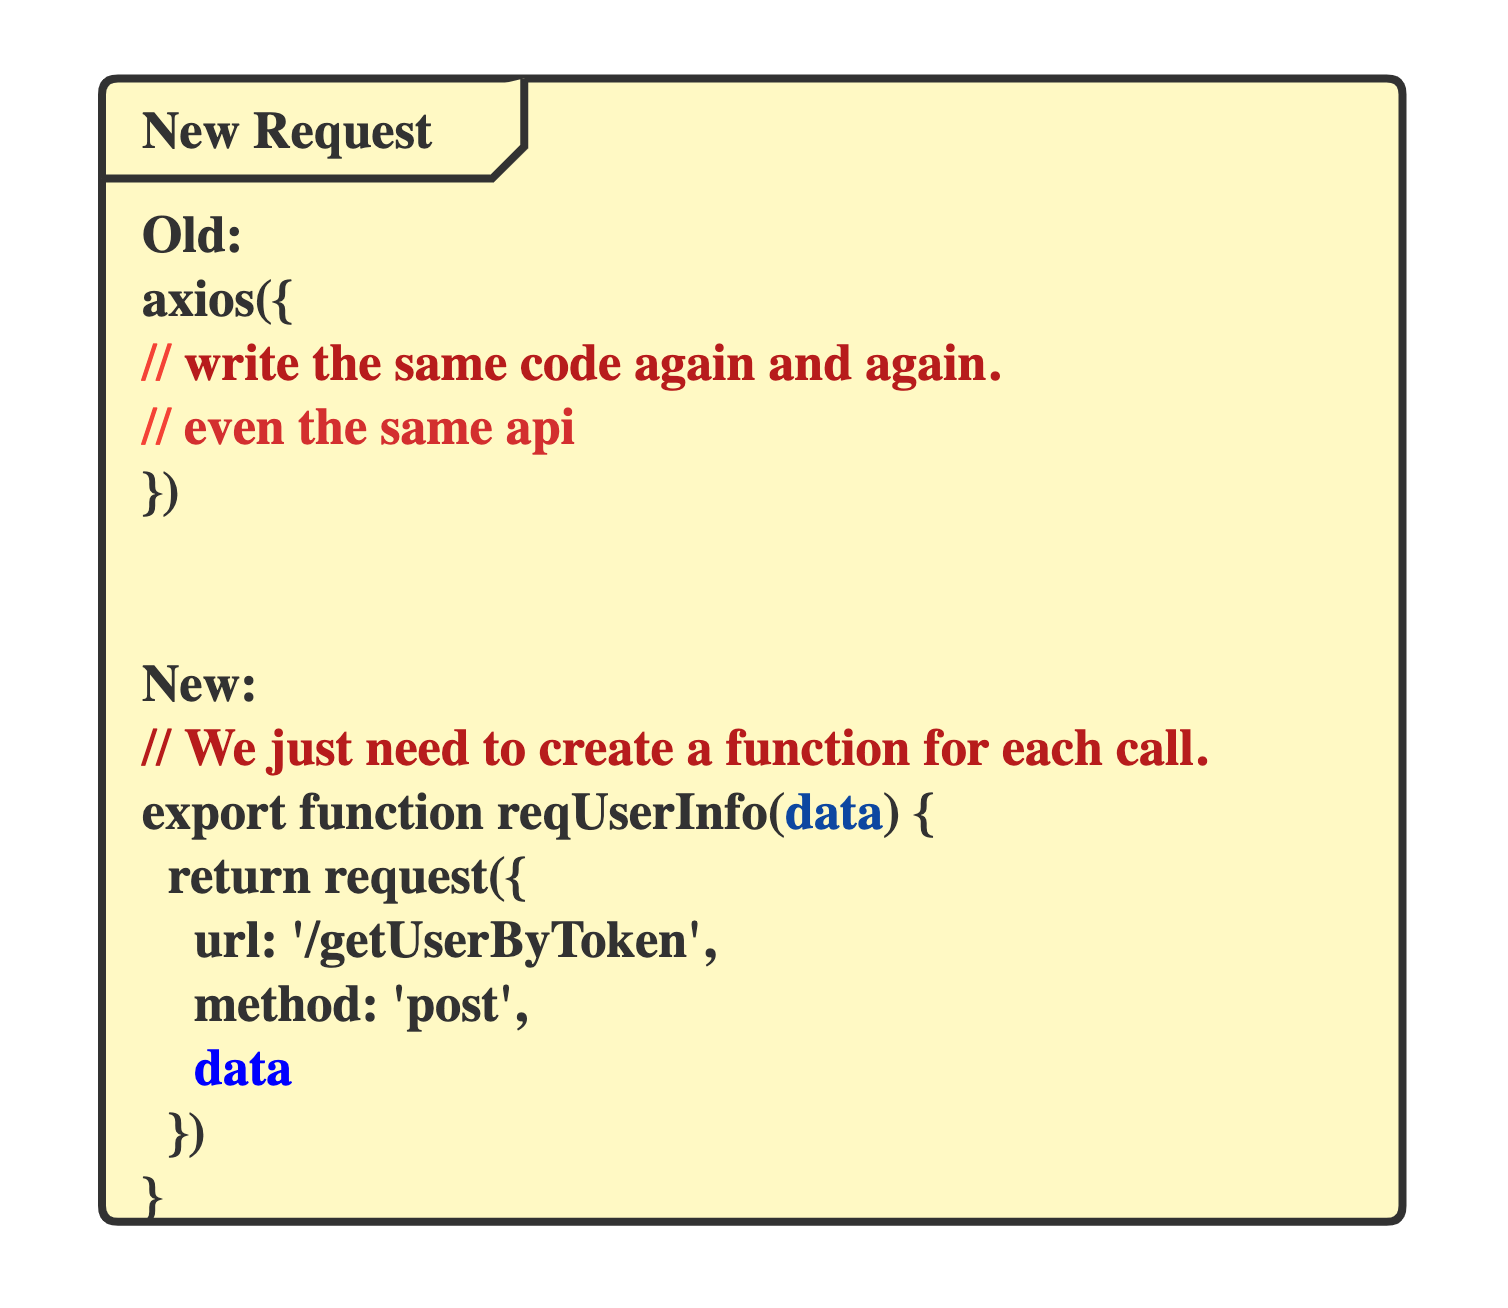 New Request
Old:
axios({
// write the same code again and again.
// even the same api
})
New:
// We just need to create a function for each call.
export function reqUserInfo(data) {
  return request({
    url: '/getUserByToken',
    method: 'post',
    data
  })
}